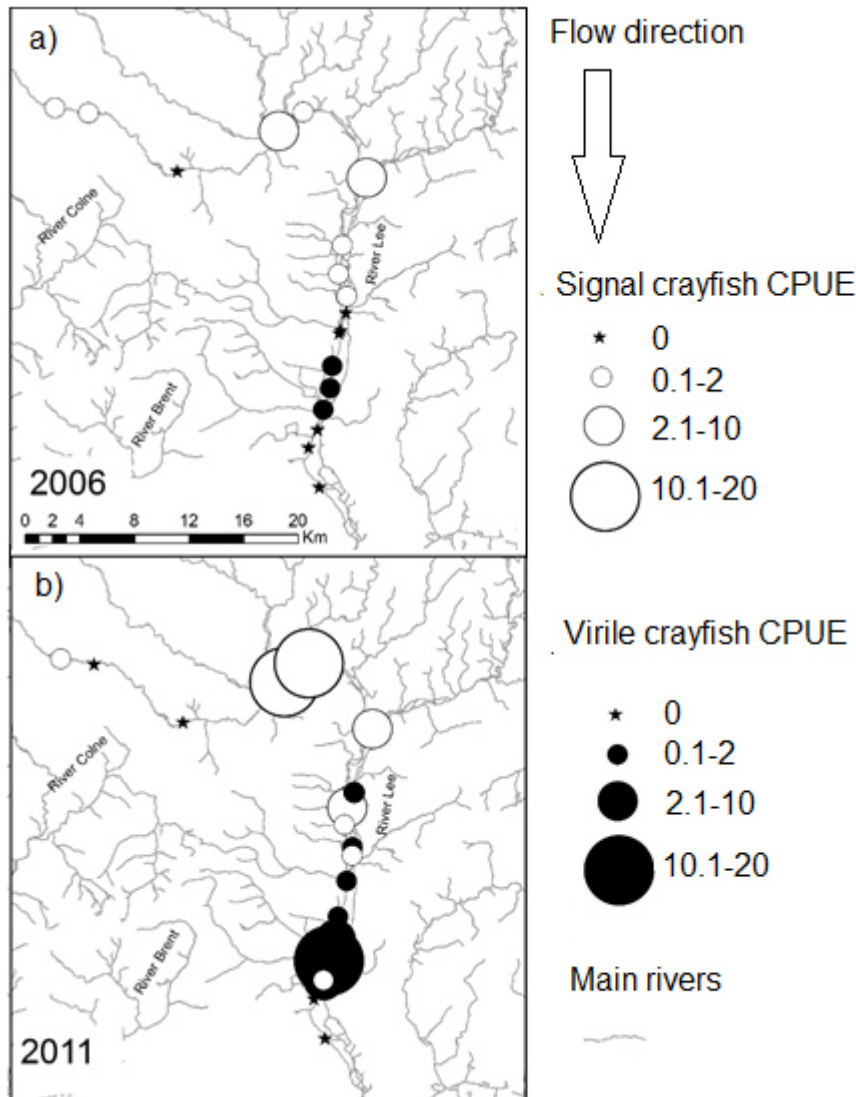 a)
River Colne
River Lee
River Brent
2006
0 2 4 8 12 16 20
Km
b)
River Colne
River Lee
River Brent
2011
Flow direction
Signal crayfish CPUE
0
0.1-2
2.1-10
10.1-20
Virile crayfish CPUE
0
0.1-2
2.1-10
10.1-20
Main rivers